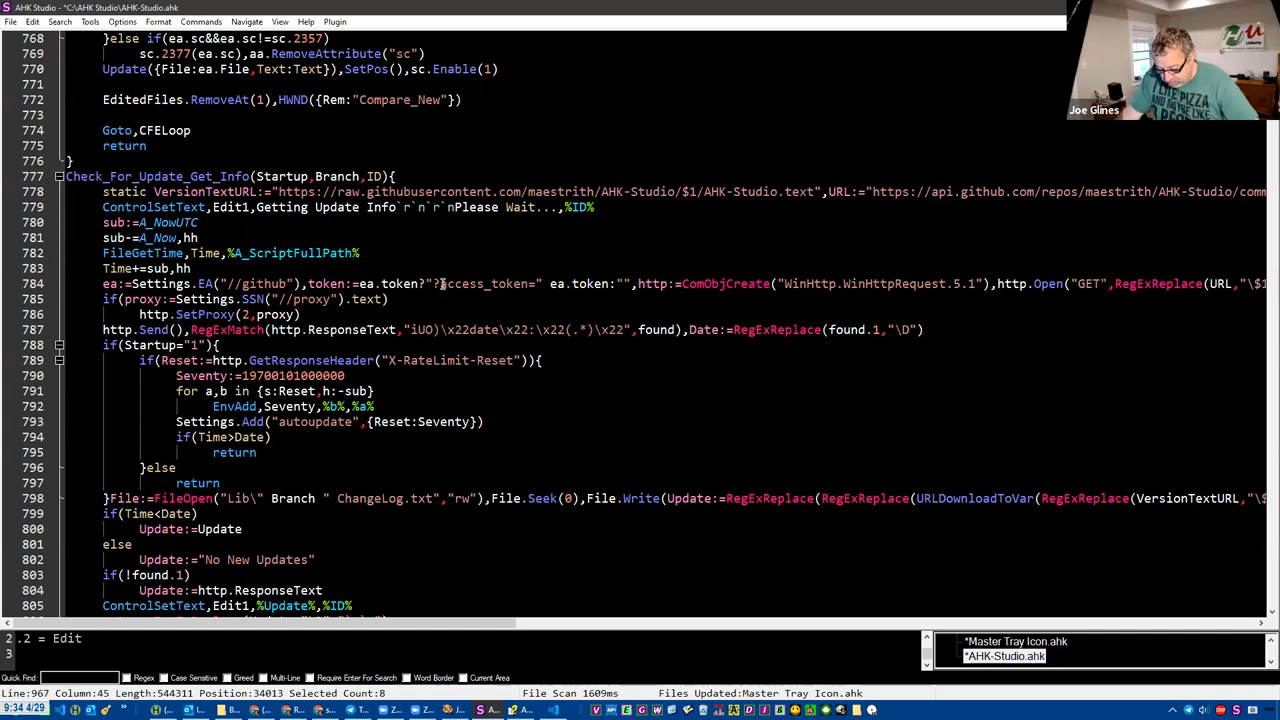 AHK Studio - *C:\AHK Studio\AHK-Studio.ahk
File Edit Search Tools Options Format Commands Navigate View Help Plugin
768 }else if(ea.sc&&ea.sc!=sc.2357)
769 sc.2377(ea.sc),aa.RemoveAttribute("sc")
770 Update({File:ea.File,Text:Text}),SetPos(),sc.Enable(1)
771
772 EditedFiles.RemoveAt(1),HWND({Rem:"Compare_New"})
773
774 Goto,CFELoop
775 return
776 }
777 Check_For_Update_Get_Info(Startup,Branch,ID){
778 static VersionTextURL:="https://raw.githubusercontent.com/maestrith/AHK-Studio/$1/AHK-Studio.text",URL:="https://api.github.com/repos/maestrith/AHK-Studio/com
779 ControlSetText,Edit1,Getting Update Info`r`n`r`nPlease Wait...,%ID%
780 sub:=A_NowUTC
781 sub-=A_Now,hh
782 FileGetTime,Time,%A_ScriptFullPath%
783 Time+=sub,hh
784 ea:=Settings.EA("//github"),token:=ea.token?"?access_token=" ea.token:"",http:=ComObjCreate("WinHttp.WinHttpRequest.5.1"),http.Open("GET",RegExReplace(URL,"\$1
785 if(proxy:=Settings.SSN("//proxy").text)
786 http.SetProxy(2,proxy)
787 http.Send(),RegExMatch(http.ResponseText,"iUO)\x22date\x22:\x22(.*)\x22",found),Date:=RegExReplace(found.1,"\D")
788 if(Startup="1"){
789 if(Reset:=http.GetResponseHeader("X-RateLimit-Reset")){
790 Seventy:=19700101000000
791 for a,b in {s:Reset,h:-sub}
792 EnvAdd,Seventy,%b%,%a%
793 Settings.Add("autoupdate",{Reset:Seventy})
794 if(Time>Date)
795 return
796 }else
797 return
798 }File:=FileOpen("Lib\" Branch " ChangeLog.txt","rw"),File.Seek(0),File.Write(Update:=RegExReplace(RegExReplace(URLDownloadToVar(RegExReplace(VersionTextURL,"\$1
799 if(Time<Date)
800 Update:=Update
801 else
802 Update:="No New Updates"
803 if(!found.1)
804 Update:=http.ResponseText
805 ControlSetText,Edit1,%Update%,%ID%
2 .2 = Edit
3
*Master Tray Icon.ahk
*AHK-Studio.ahk
Quick Find: Regex Case Sensitive Greed Multi-Line Require Enter For Search Word Border Current Area
Line:967 Column:45 Length:544311 Position:34013 Selected Count:8 File Scan 1609ms Files Updated:Master Tray Icon.ahk
9:34 4/29
Joe Glines
Udemy